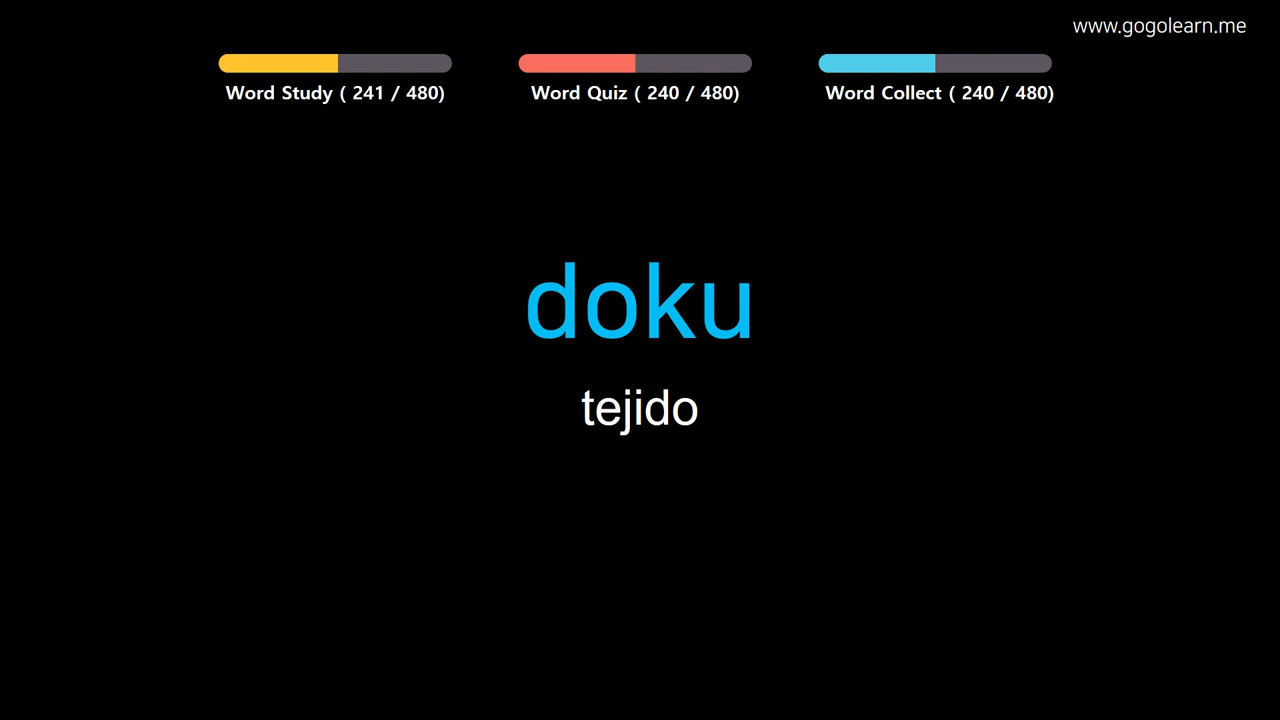 www.gogolearn.me
Word Study ( 241 / 480)
Word Quiz ( 240 / 480)
Word Collect ( 240 / 480)
doku
tejido